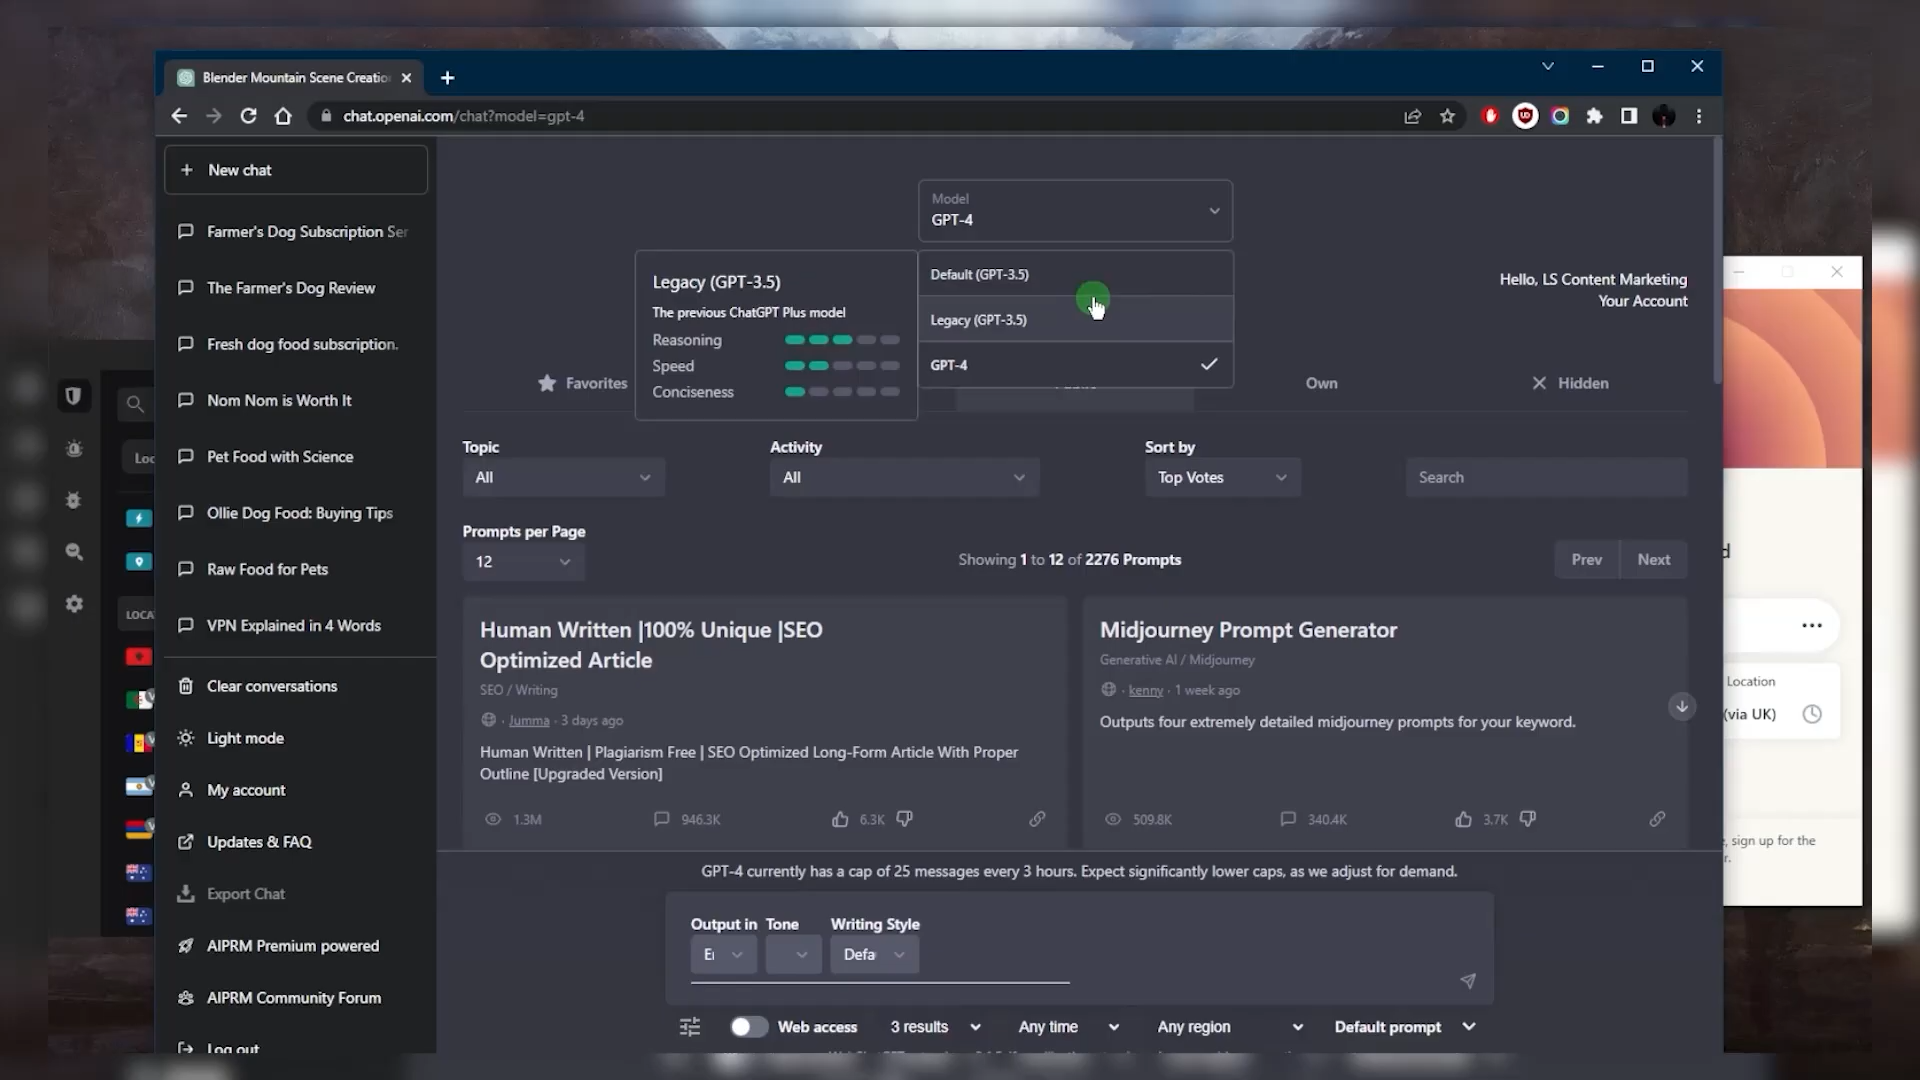 Blender Mountain Scene Creatio
chat.openai.com/chat?model=gpt-4
New chat
Farmer's Dog Subscription Ser
The Farmer's Dog Review
Fresh dog food subscription.
Nom Nom is Worth It
Pet Food with Science
Ollie Dog Food: Buying Tips
Raw Food for Pets
VPN Explained in 4 Words
Clear conversations
Light mode
My account
Updates & FAQ
Export Chat
AIPRM Premium powered
AIPRM Community Forum
Log out
Model
GPT-4
Default (GPT-3.5)
Legacy (GPT-3.5)
GPT-4
Legacy (GPT-3.5)
The previous ChatGPT Plus model
Reasoning
Speed
Conciseness
Hello, LS Content Marketing
Your Account
Favorites
Own
Hidden
Topic
All
Activity
All
Sort by
Top Votes
Search
Prompts per Page
12
Showing 1 to 12 of 2276 Prompts
Prev
Next
Human Written |100% Unique |SEO
Optimized Article
SEO / Writing
· Jumma · 3 days ago
Human Written | Plagiarism Free | SEO Optimized Long-Form Article With Proper
Outline [Upgraded Version]
1.3M
946.3K
6.3K
Midjourney Prompt Generator
Generative AI / Midjourney
· kenny · 1 week ago
Outputs four extremely detailed midjourney prompts for your keyword.
509.8K
340.4K
3.7K
GPT-4 currently has a cap of 25 messages every 3 hours. Expect significantly lower caps, as we adjust for demand.
Output in
Tone
Writing Style
Defa
Web access
3 results
Any time
Any region
Default prompt
Loc
LOCA
d
Location
(via UK)
, sign up for the
r.